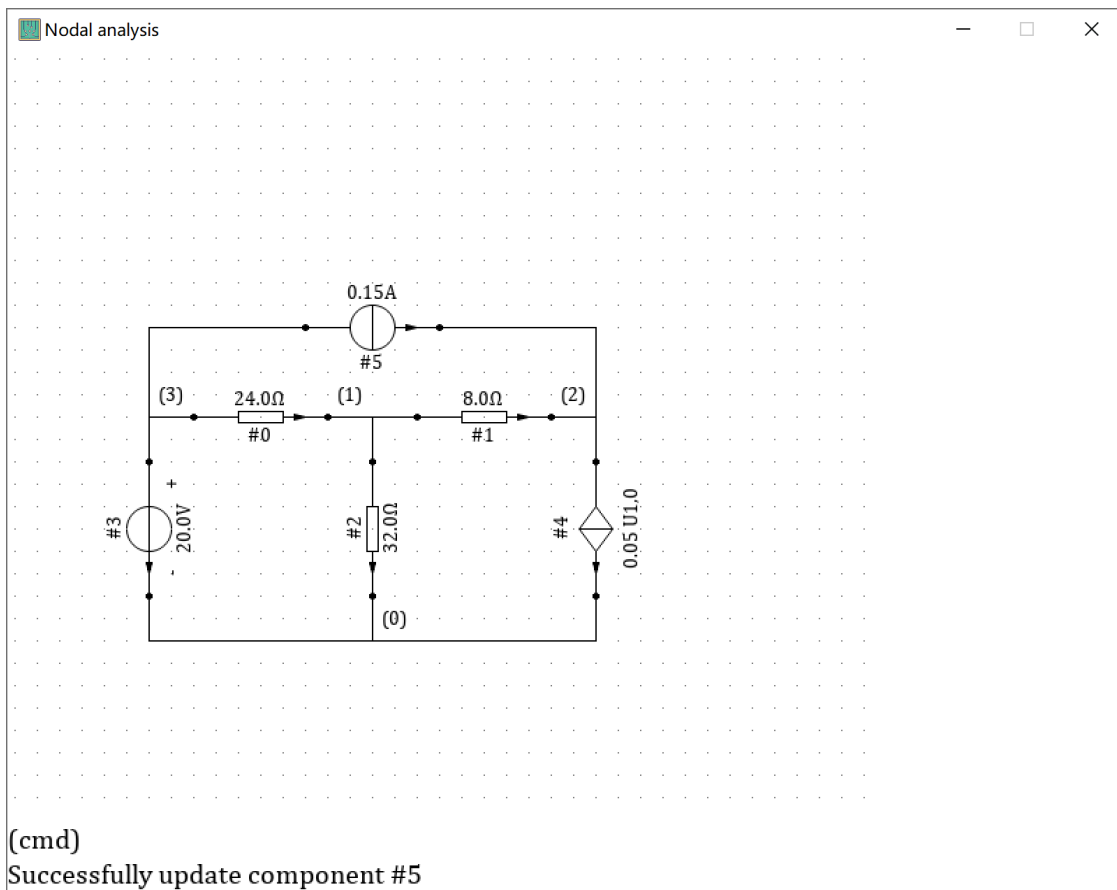 Nodal analysis
0.15A
#5
(3)
24.0Ω
(1)
8.0Ω
(2)
#0
#1
+
#3
20.0V
-
#2
32.0Ω
#4
0.05 U1,0
(0)
(cmd)
Successfully update component #5